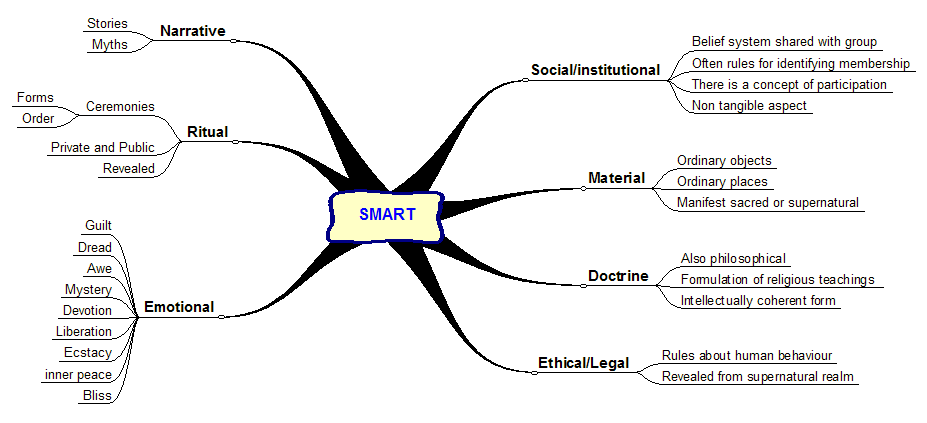 SMART
Narrative
Stories
Myths
Ritual
Ceremonies
Forms
Order
Private and Public
Revealed
Emotional
Guilt
Dread
Awe
Mystery
Devotion
Liberation
Ecstacy
inner peace
Bliss
Social/institutional
Belief system shared with group
Often rules for identifying membership
There is a concept of participation
Non tangible aspect
Material
Ordinary objects
Ordinary places
Manifest sacred or supernatural
Doctrine
Also philosophical
Formulation of religious teachings
Intellectually coherent form
Ethical/Legal
Rules about human behaviour
Revealed from supernatural realm